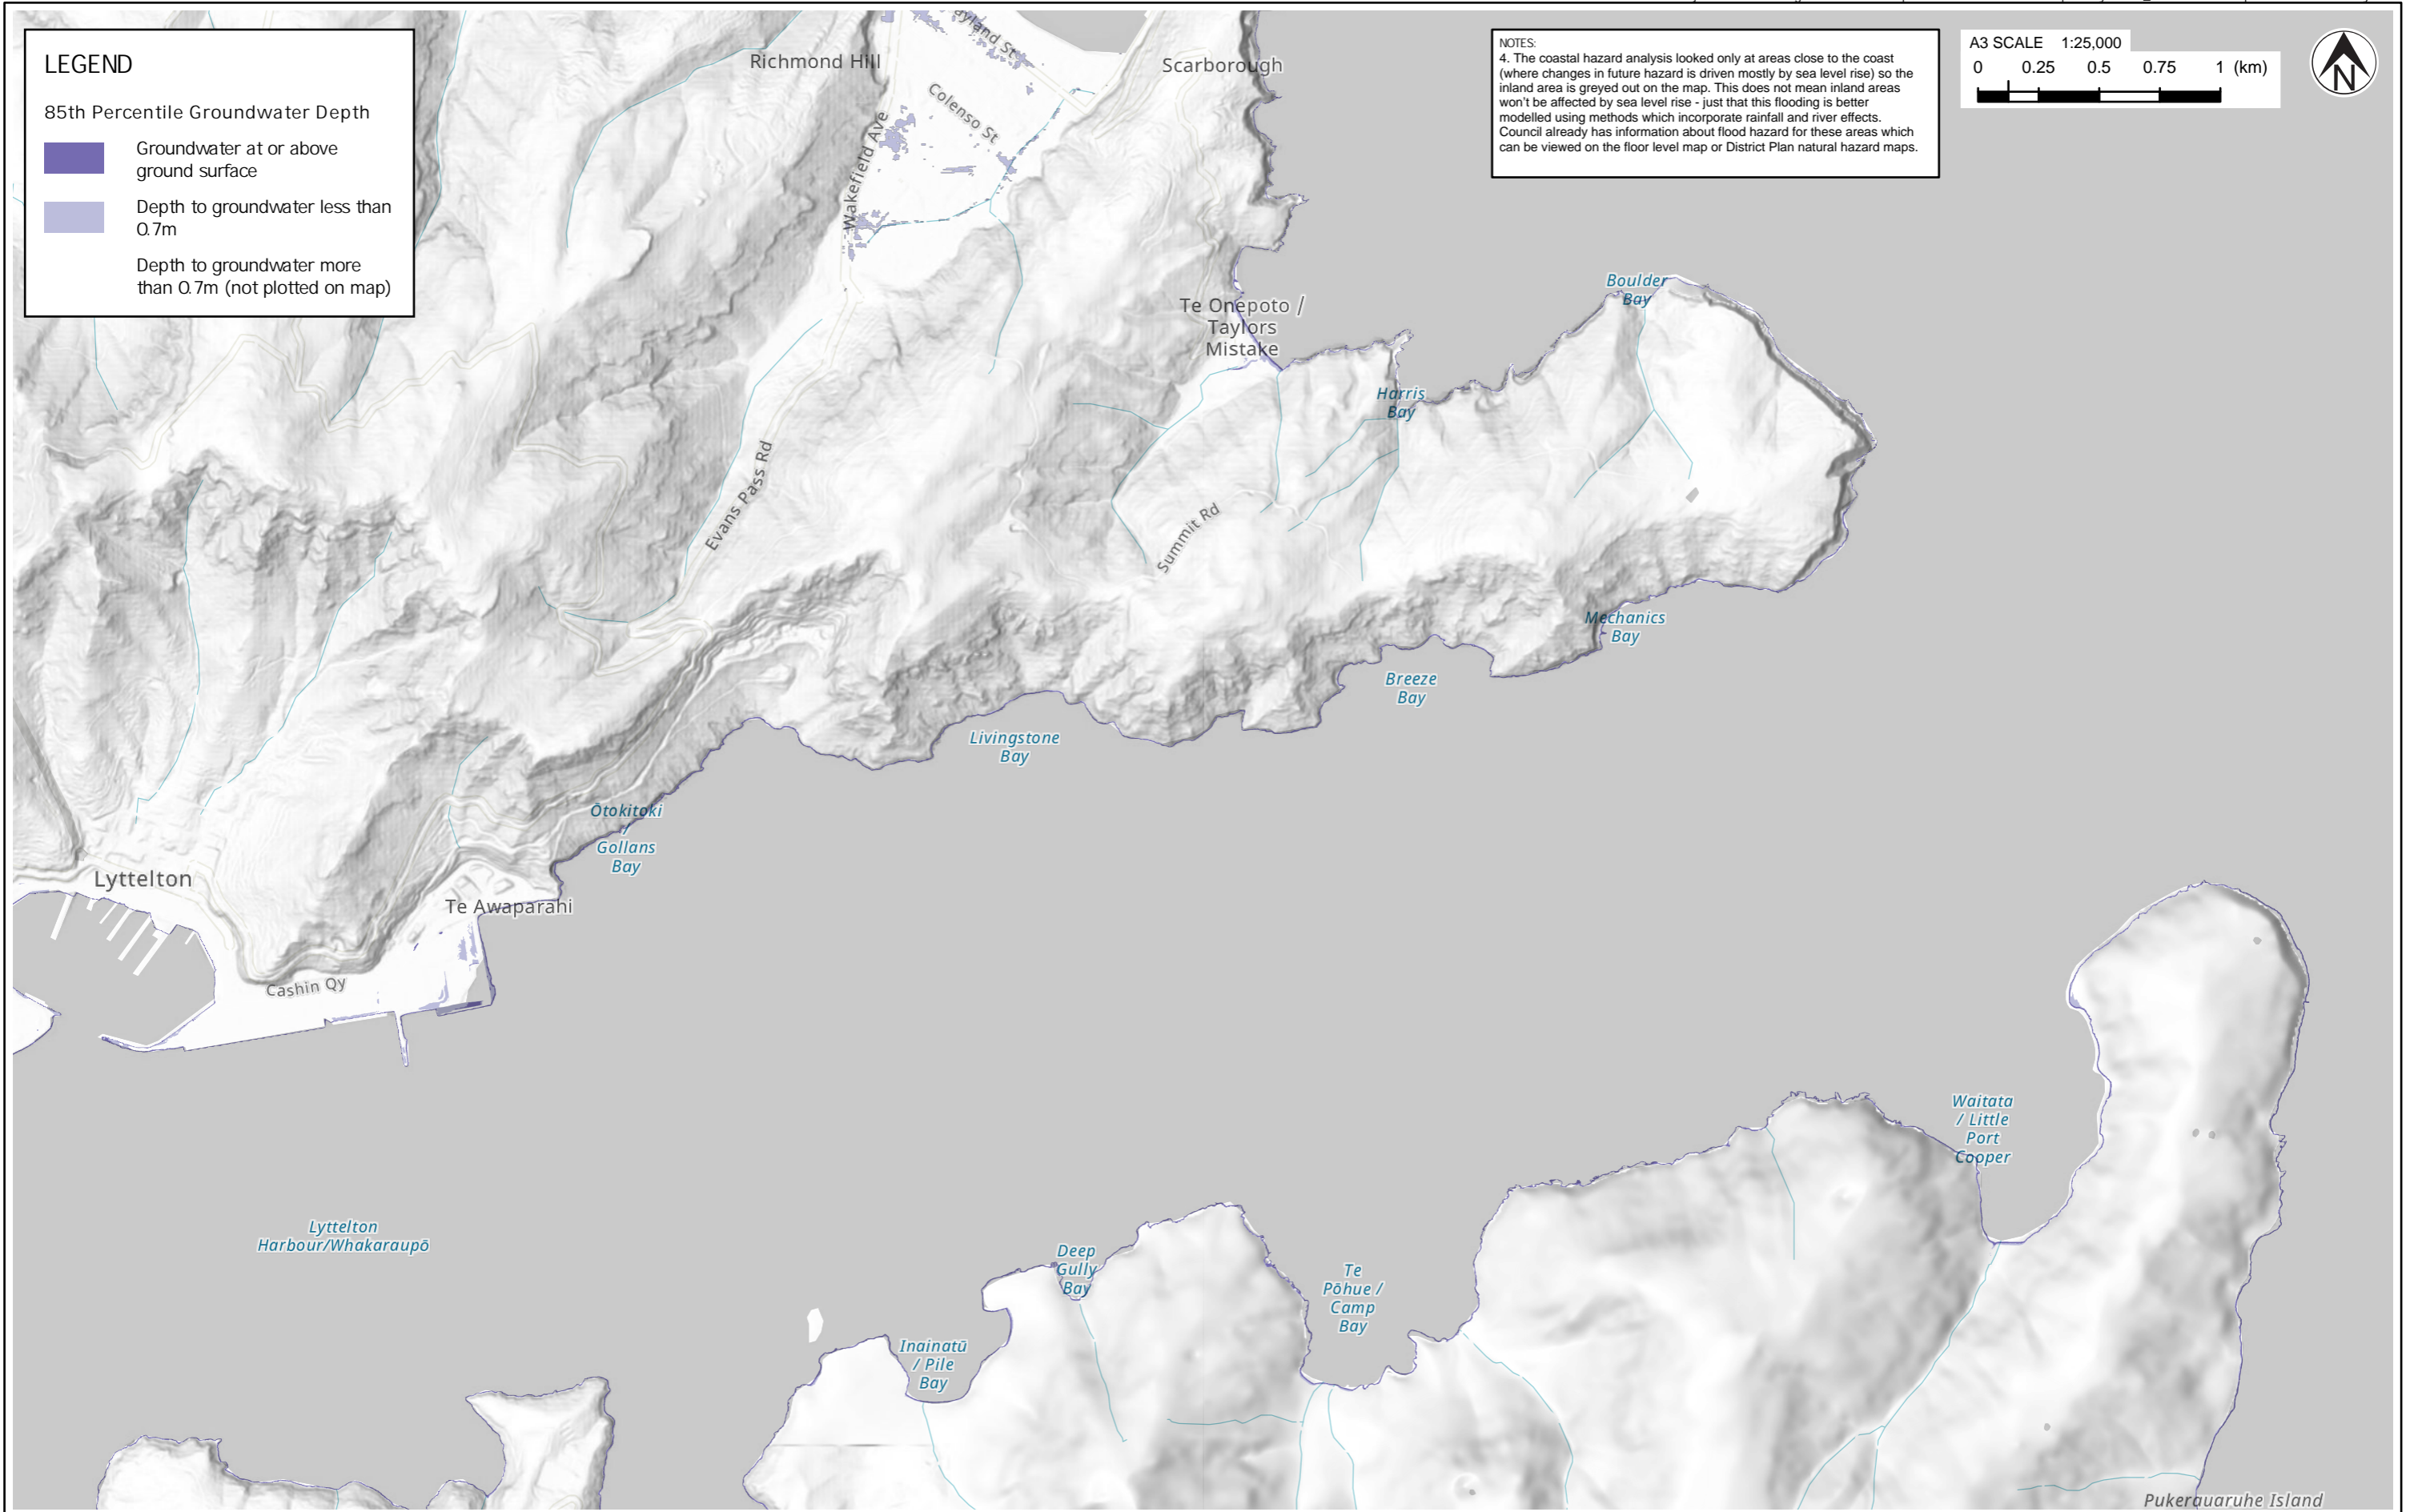 LEGEND
85th Percentile Groundwater Depth
Groundwater at or above
ground surface
Depth to groundwater less than
0.7m
Depth to groundwater more
than 0.7m (not plotted on map)
NOTES:
4. The coastal hazard analysis looked only at areas close to the coast
(where changes in future hazard is driven mostly by sea level rise) so the
inland area is greyed out on the map. This does not mean inland areas
won't be affected by sea level rise - just that this flooding is better
modelled using methods which incorporate rainfall and river effects.
Council already has information about flood hazard for these areas which
can be viewed on the floor level map or District Plan natural hazard maps.
A3 SCALE 1:25,000
0 0.25 0.5 0.75 1 (km)
N
Richmond Hill
Scarborough
Colenso St
Wakefield Ave
Te Onepoto /
Taylors
Mistake
Boulder
Bay
Harris
Bay
Evans Pass Rd
Summit Rd
Mechanics
Bay
Breeze
Bay
Livingstone
Bay
Ōtokitoki
/
Gollans
Bay
Lyttelton
Te Awaparahi
Cashin Qy
Waitata
/ Little
Port
Cooper
Lyttelton
Harbour/Whakaraupō
Deep
Gully
Bay
Te
Pōhue /
Camp
Bay
Inainatū
/ Pile
Bay
Pukerauaruhe Island